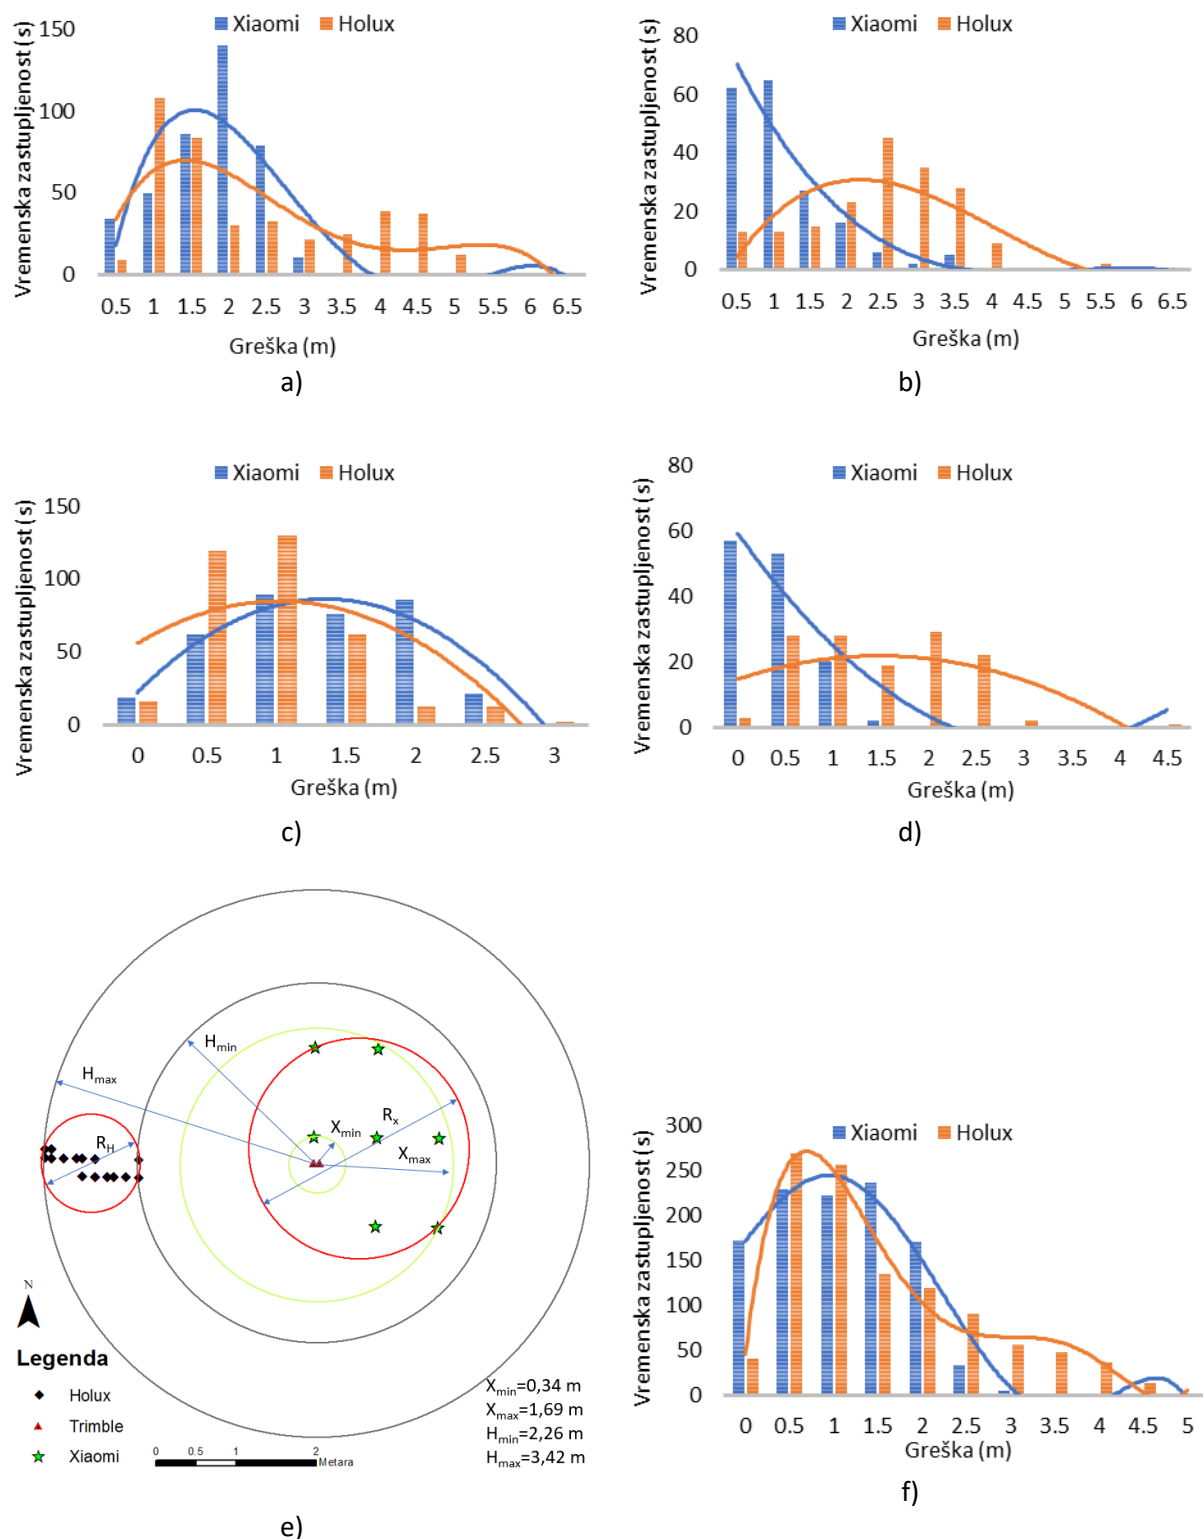 Xiaomi Holux
Vremenska zastupljenost (s)
150
100
50
0
0.5 1 1.5 2 2.5 3 3.5 4 4.5 5 5.5 6 6.5
Greška (m)
a)
Xiaomi Holux
Vremenska zastupljenost (s)
80
60
40
20
0
0.5 1 1.5 2 2.5 3 3.5 4 4.5 5 5.5 6 6.5
Greška (m)
b)
Xiaomi Holux
Vremenska zastupljenost (s)
150
100
50
0
0 0.5 1 1.5 2 2.5 3
Greška (m)
c)
Xiaomi Holux
Vremenska zastupljenost (s)
80
60
40
20
0
0 0.5 1 1.5 2 2.5 3 3.5 4 4.5
Greška (m)
d)
Hmin
Hmax
Rx
Xmin
RH
Xmax
N
Legenda
Holux
Trimble
Xiaomi
0 0.5 1 2
Metara
Xmin=0,34 m
Xmax=1,69 m
Hmin=2,26 m
Hmax=3,42 m
e)
Xiaomi Holux
Vremenska zastupljenost (s)
300
250
200
150
100
50
0
0 0.5 1 1.5 2 2.5 3 3.5 4 4.5 5
Greška (m)
f)